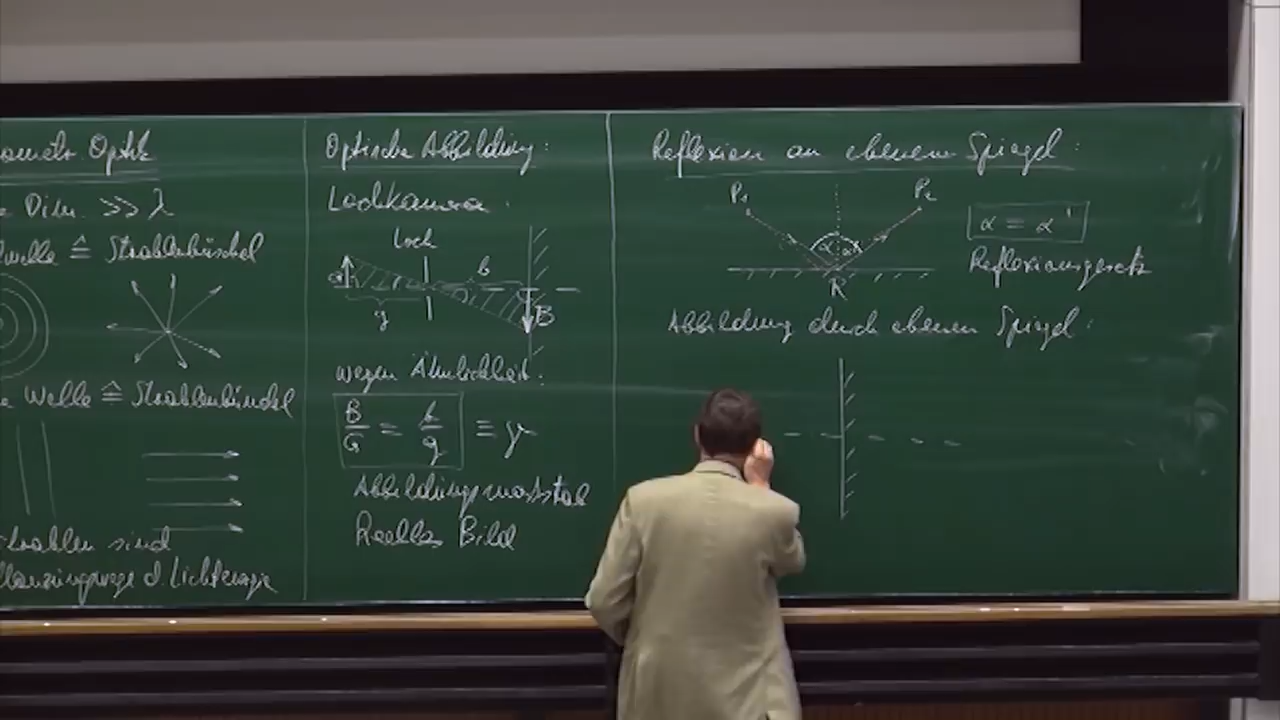 Optik
Dim. >> λ
welle ≙ Strahlenbüschel
Welle ≙ Strahlenbündel
Strahlen sind
d. Lichtenergie
Optische Abbildung:
Lochkamera:
Loch
G
b
g
B
wegen Ähnlichkeit:
B/G = b/g ≡ γ
Abbildungsmaßstab
Reelles Bild
Reflexion an ebenem Spiegel:
P₁ P₂
α α'
α = α'
R
Reflexionsgesetz
Abbildung durch ebenen Spiegel: